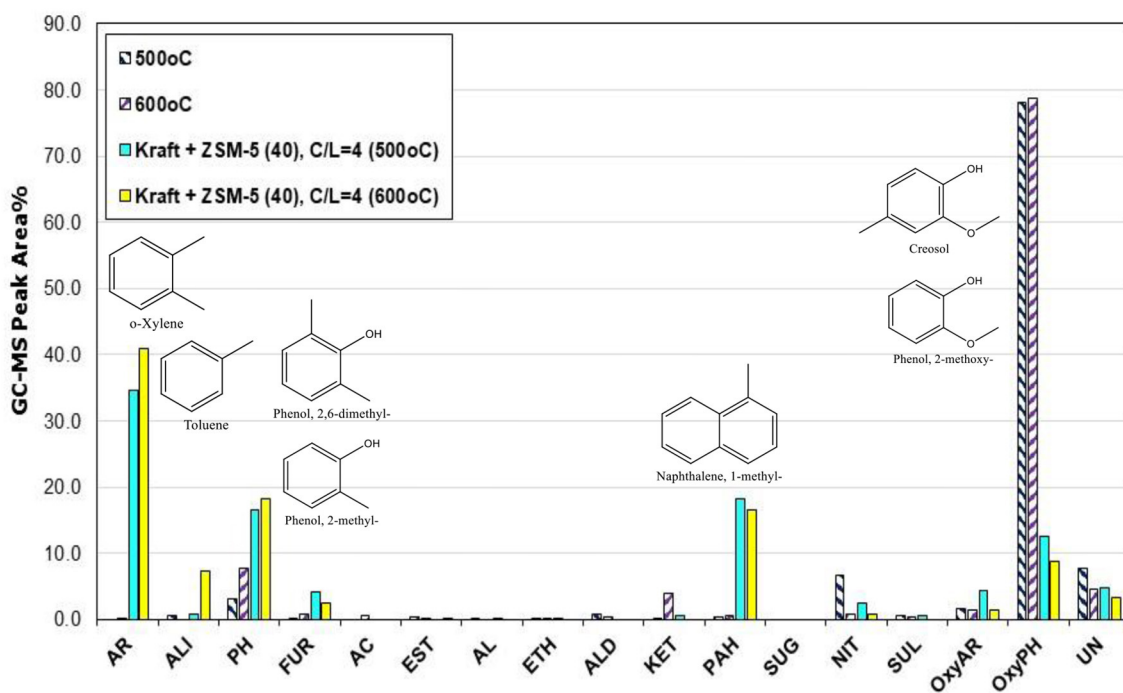 GC-MS Peak Area%
90.0
80.0
70.0
60.0
50.0
40.0
30.0
20.0
10.0
0.0
500oC
600oC
Kraft + ZSM-5 (40), C/L=4 (500oC)
Kraft + ZSM-5 (40), C/L=4 (600oC)
o-Xylene
Toluene
OH
Phenol, 2,6-dimethyl-
OH
Phenol, 2-methyl-
Naphthalene, 1-methyl-
OH
O
Creosol
OH
O
Phenol, 2-methoxy-
AR
ALI
PH
FUR
AC
EST
AL
ETH
ALD
KET
PAH
SUG
NIT
SUL
OxyAR
OxyPH
UN